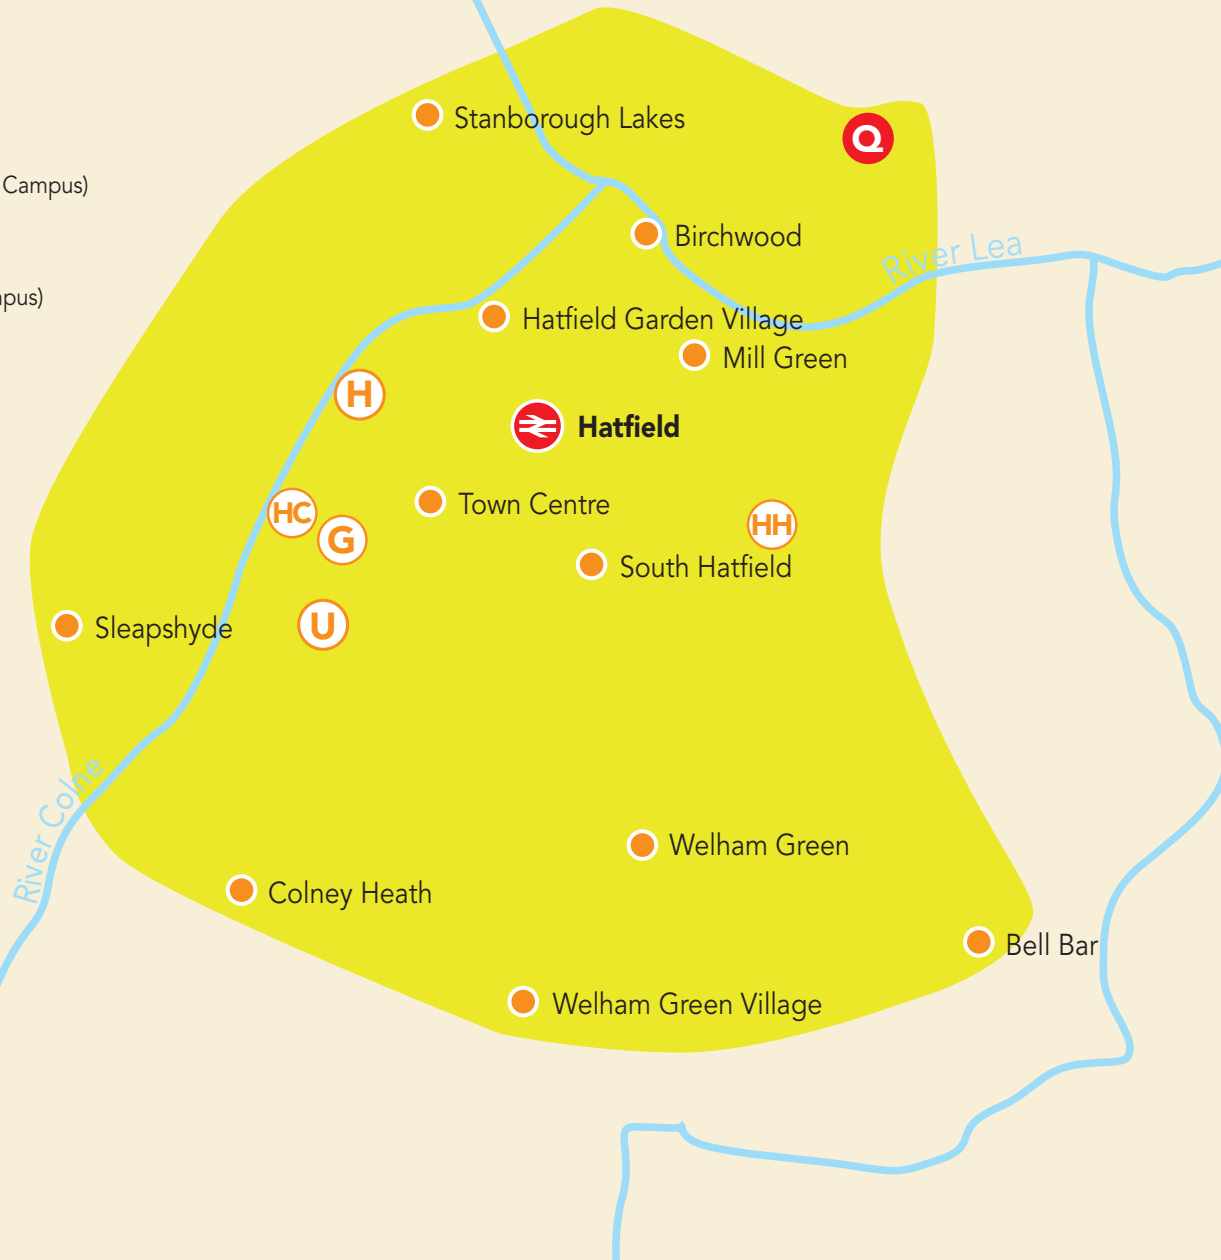 Stanborough Lakes
Q
Campus)
Birchwood
River Lea
Hatfield Garden Village
Mill Green
H
Hatfield
Town Centre
HC
G
HH
South Hatfield
Sleapshyde
U
River Colne
Welham Green
Colney Heath
Bell Bar
Welham Green Village